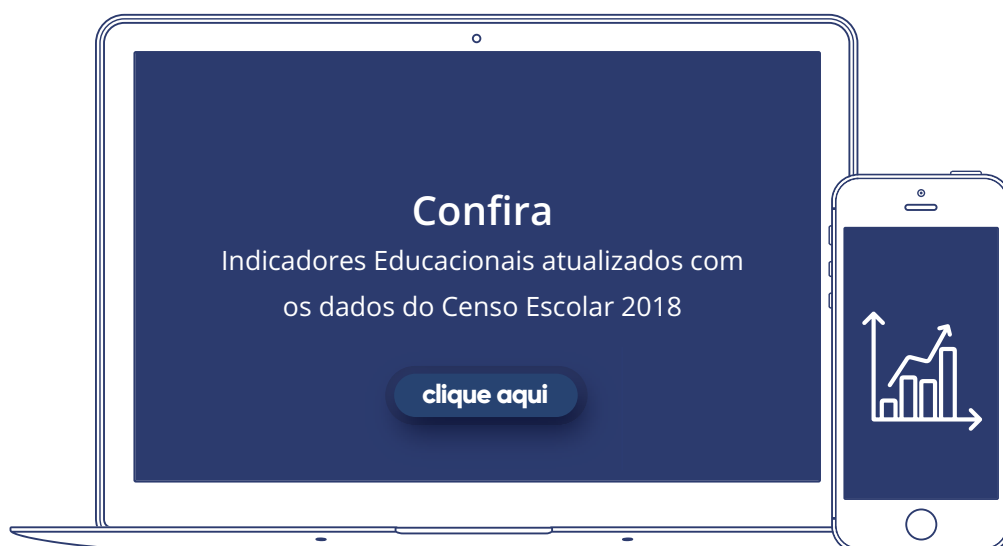 Confira
Indicadores Educacionais atualizados com
os dados do Censo Escolar 2018
clique aqui